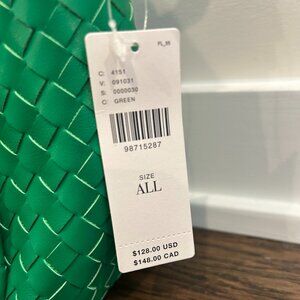 PL_55
C: 4151
V: 091031
S: 0000030
C: GREEN
98715287
SIZE
ALL
$128.00 USD
$148.00 CAD